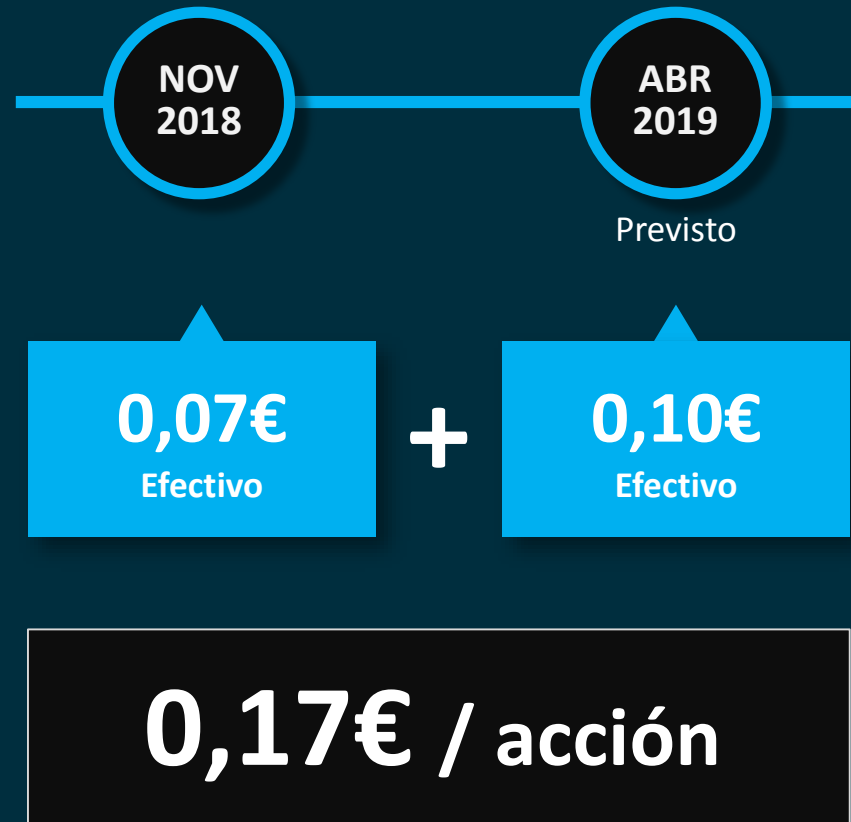 NOV
2018
ABR
2019
Previsto
0,07€
Efectivo
+
0,10€
Efectivo
0,17€ / acción